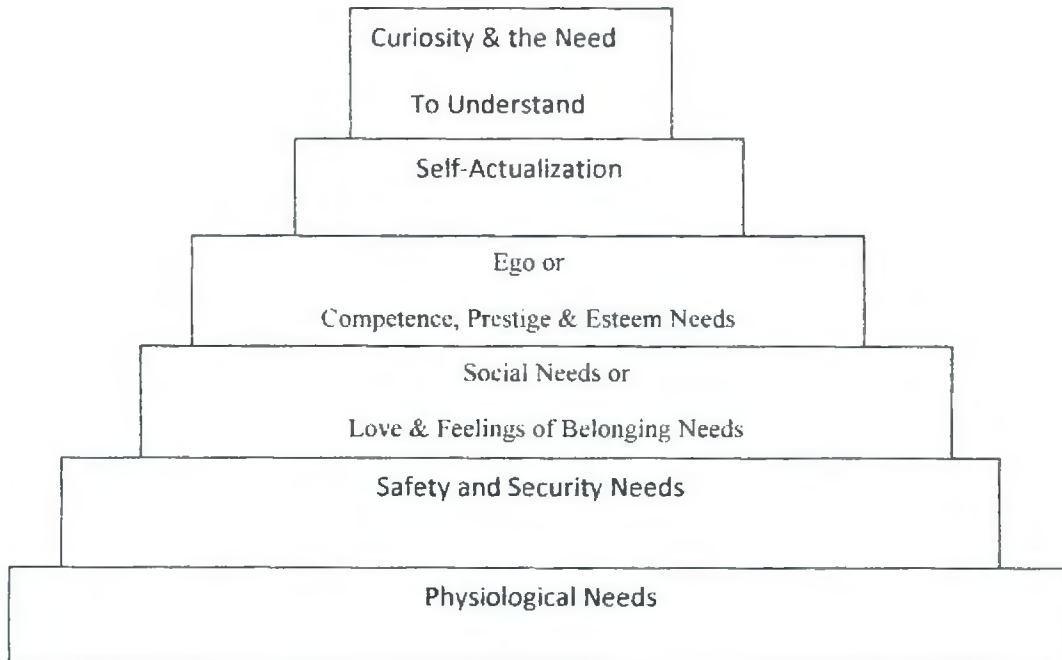 Curiosity & the Need
To Understand
Self-Actualization
Ego or
Competence, Prestige & Esteem Needs
Social Needs or
Love & Feelings of Belonging Needs
Safety and Security Needs
Physiological Needs